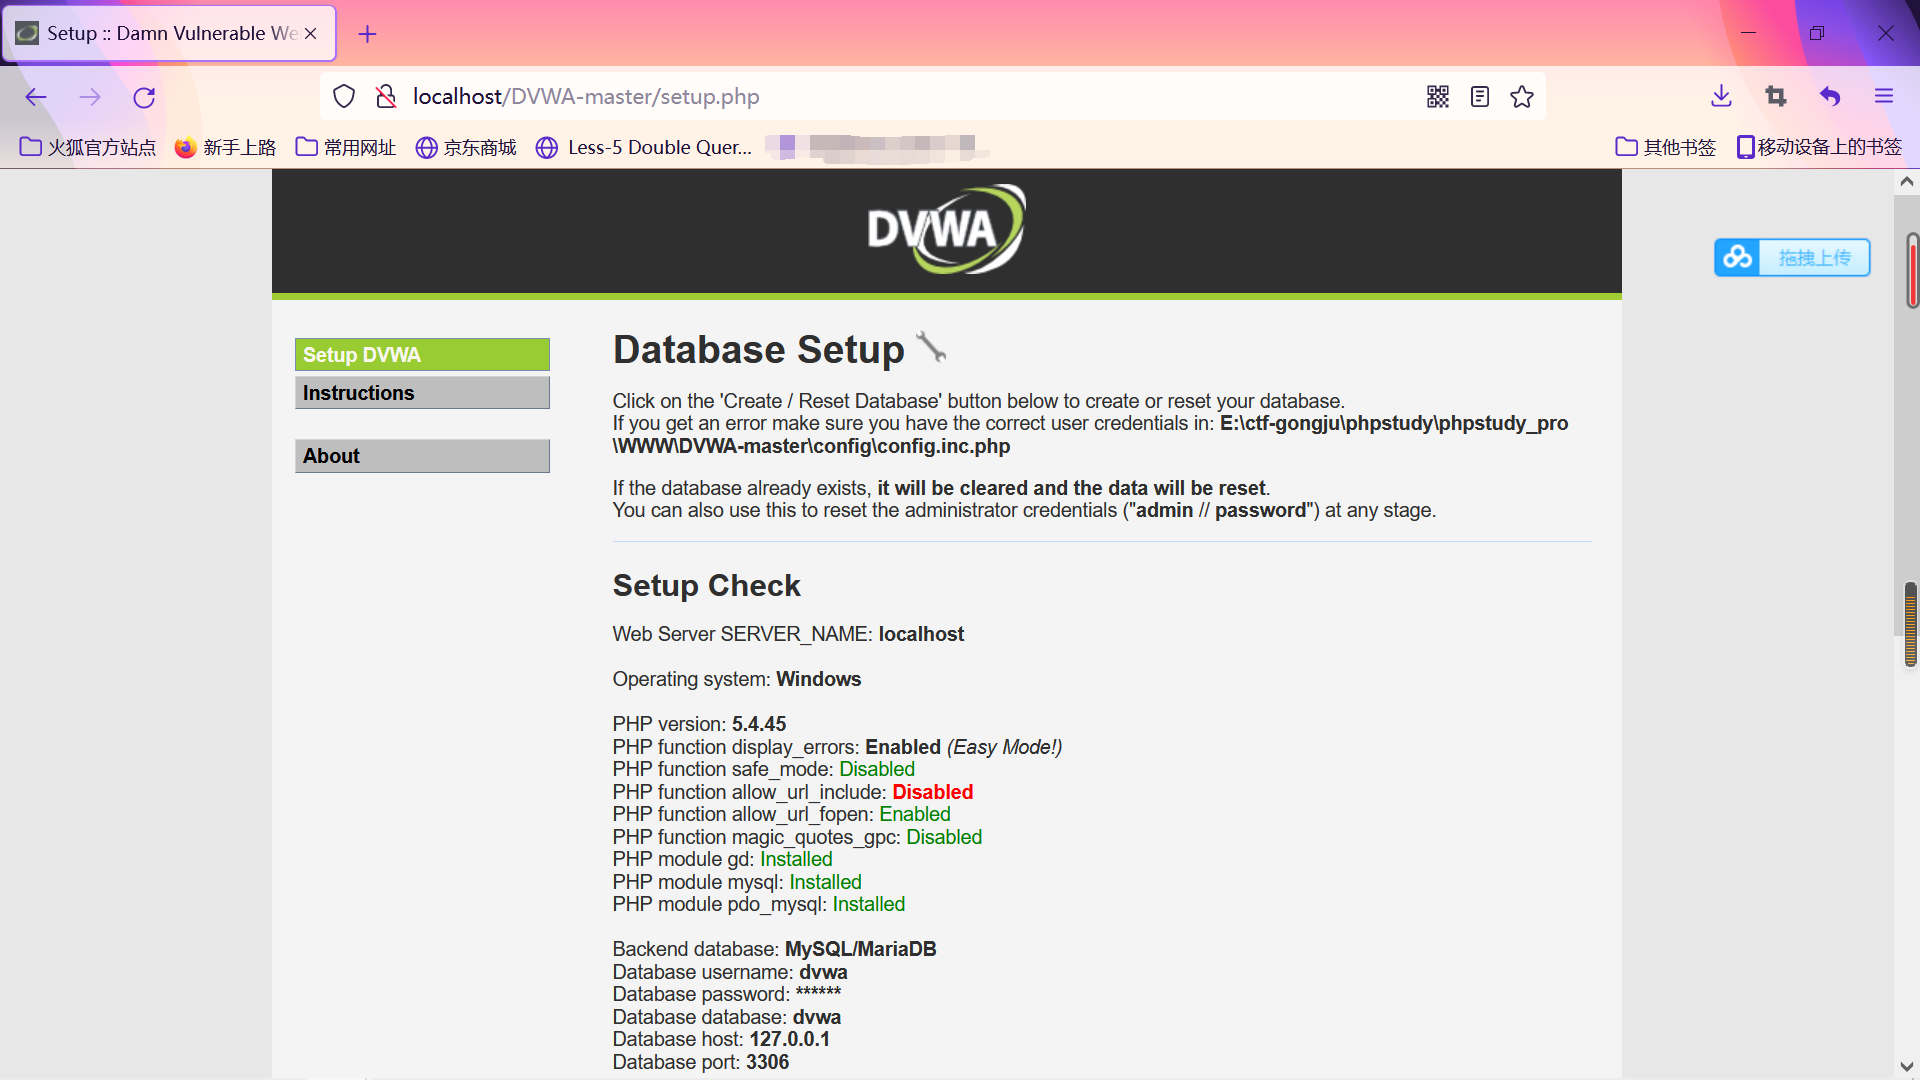 Setup :: Damn Vulnerable We
localhost/DVWA-master/setup.php
火狐官方站点 新手上路 常用网址 京东商城 Less-5 Double Quer... 其他书签 移动设备上的书签
DVWA
拖拽上传
Setup DVWA
Instructions
About
Database Setup
Click on the 'Create / Reset Database' button below to create or reset your database.
If you get an error make sure you have the correct user credentials in: E:\ctf-gongju\phpstudy\phpstudy_pro
\WWW\DVWA-master\config\config.inc.php
If the database already exists, it will be cleared and the data will be reset.
You can also use this to reset the administrator credentials ("admin // password") at any stage.
Setup Check
Web Server SERVER_NAME: localhost
Operating system: Windows
PHP version: 5.4.45
PHP function display_errors: Enabled (Easy Mode!)
PHP function safe_mode: Disabled
PHP function allow_url_include: Disabled
PHP function allow_url_fopen: Enabled
PHP function magic_quotes_gpc: Disabled
PHP module gd: Installed
PHP module mysql: Installed
PHP module pdo_mysql: Installed
Backend database: MySQL/MariaDB
Database username: dvwa
Database password: ******
Database database: dvwa
Database host: 127.0.0.1
Database port: 3306